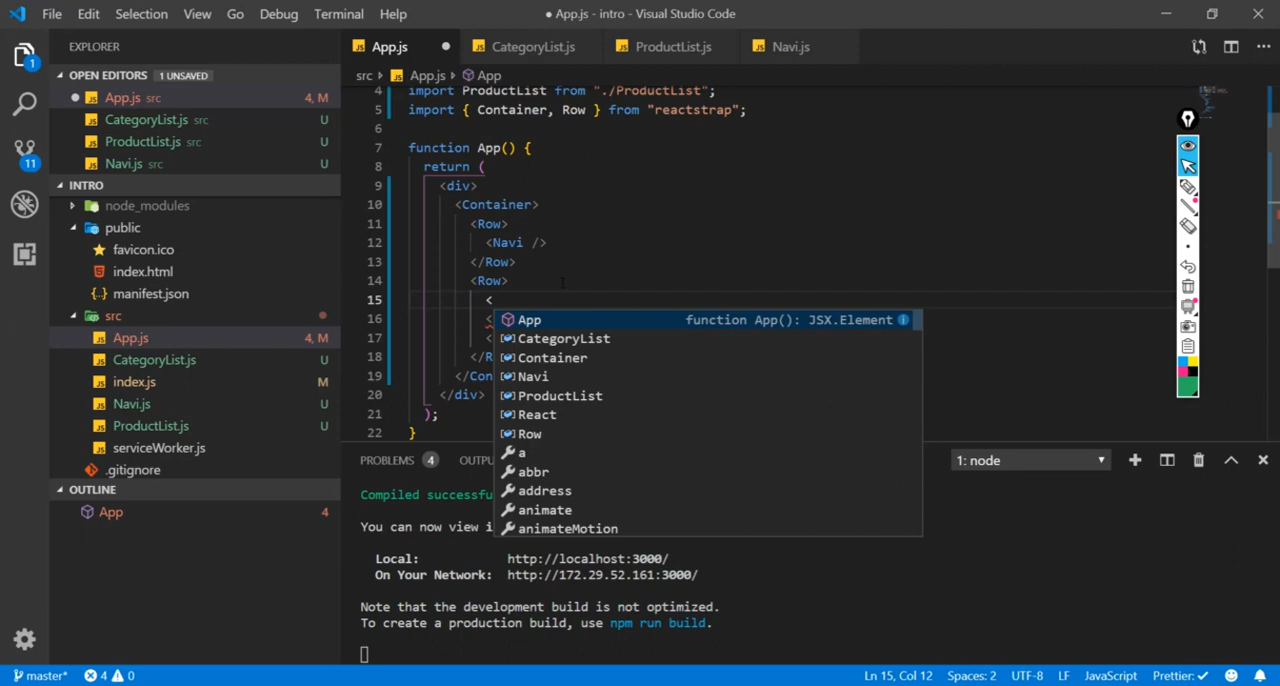 File Edit Selection View Go Debug Terminal Help
● App.js - intro - Visual Studio Code
EXPLORER
App.js
CategoryList.js
ProductList.js
Navi.js
OPEN EDITORS 1 UNSAVED
src > App.js > App
App.js src 4, M
CategoryList.js src U
ProductList.js src U
Navi.js src U
INTRO
node_modules
public
favicon.ico
index.html
manifest.json
src
App.js 4, M
CategoryList.js U
index.js M
Navi.js U
ProductList.js U
serviceWorker.js
.gitignore
OUTLINE
App 4
4 import ProductList from "./ProductList";
5 import { Container, Row } from "reactstrap";
6
7 function App() {
8 return (
9 <div>
10 <Container>
11 <Row>
12 <Navi />
13 </Row>
14 <Row>
15 <
16 <
17 <
18 </R
19 </Con
20 </div>
21 );
22 }
App function App(): JSX.Element
CategoryList
Container
Navi
ProductList
React
Row
a
abbr
address
animate
animateMotion
PROBLEMS 4 OUTPU
1: node
Compiled successfu
You can now view i
Local: http://localhost:3000/
On Your Network: http://172.29.52.161:3000/
Note that the development build is not optimized.
To create a production build, use npm run build.
master* 4 0 Ln 15, Col 12 Spaces: 2 UTF-8 LF JavaScript Prettier: ✓
1
11